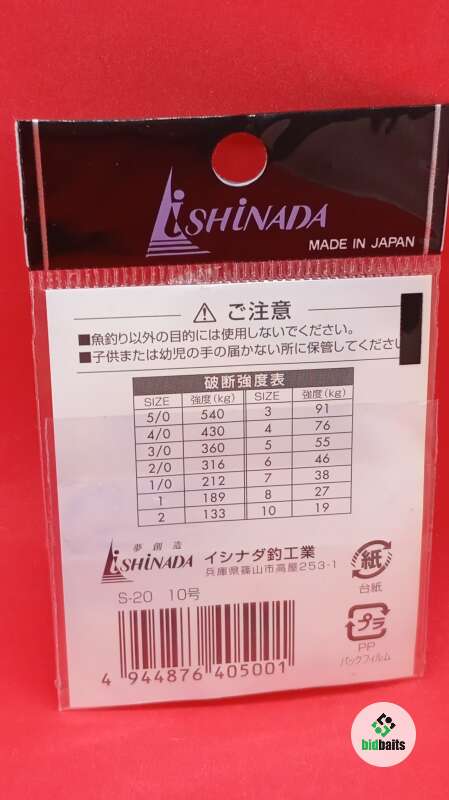 iSHiNADA
MADE IN JAPAN
ご注意
■魚釣り以外の目的には使用しないでください。
■子供または幼児の手の届かない所に保管してくださ
破断強度表
SIZE 強度(kg) SIZE 強度(kg)
5/0 540 3 91
4/0 430 4 76
3/0 360 5 55
2/0 316 6 46
1/0 212 7 38
1 189 8 27
2 133 10 19
夢創造
iSHiNADA イシナダ釣工業
兵庫県篠山市高屋253-1
紙
台紙
S-20 10号
プラ
PP
パックフィルム
4 944876 405001
bidbaits